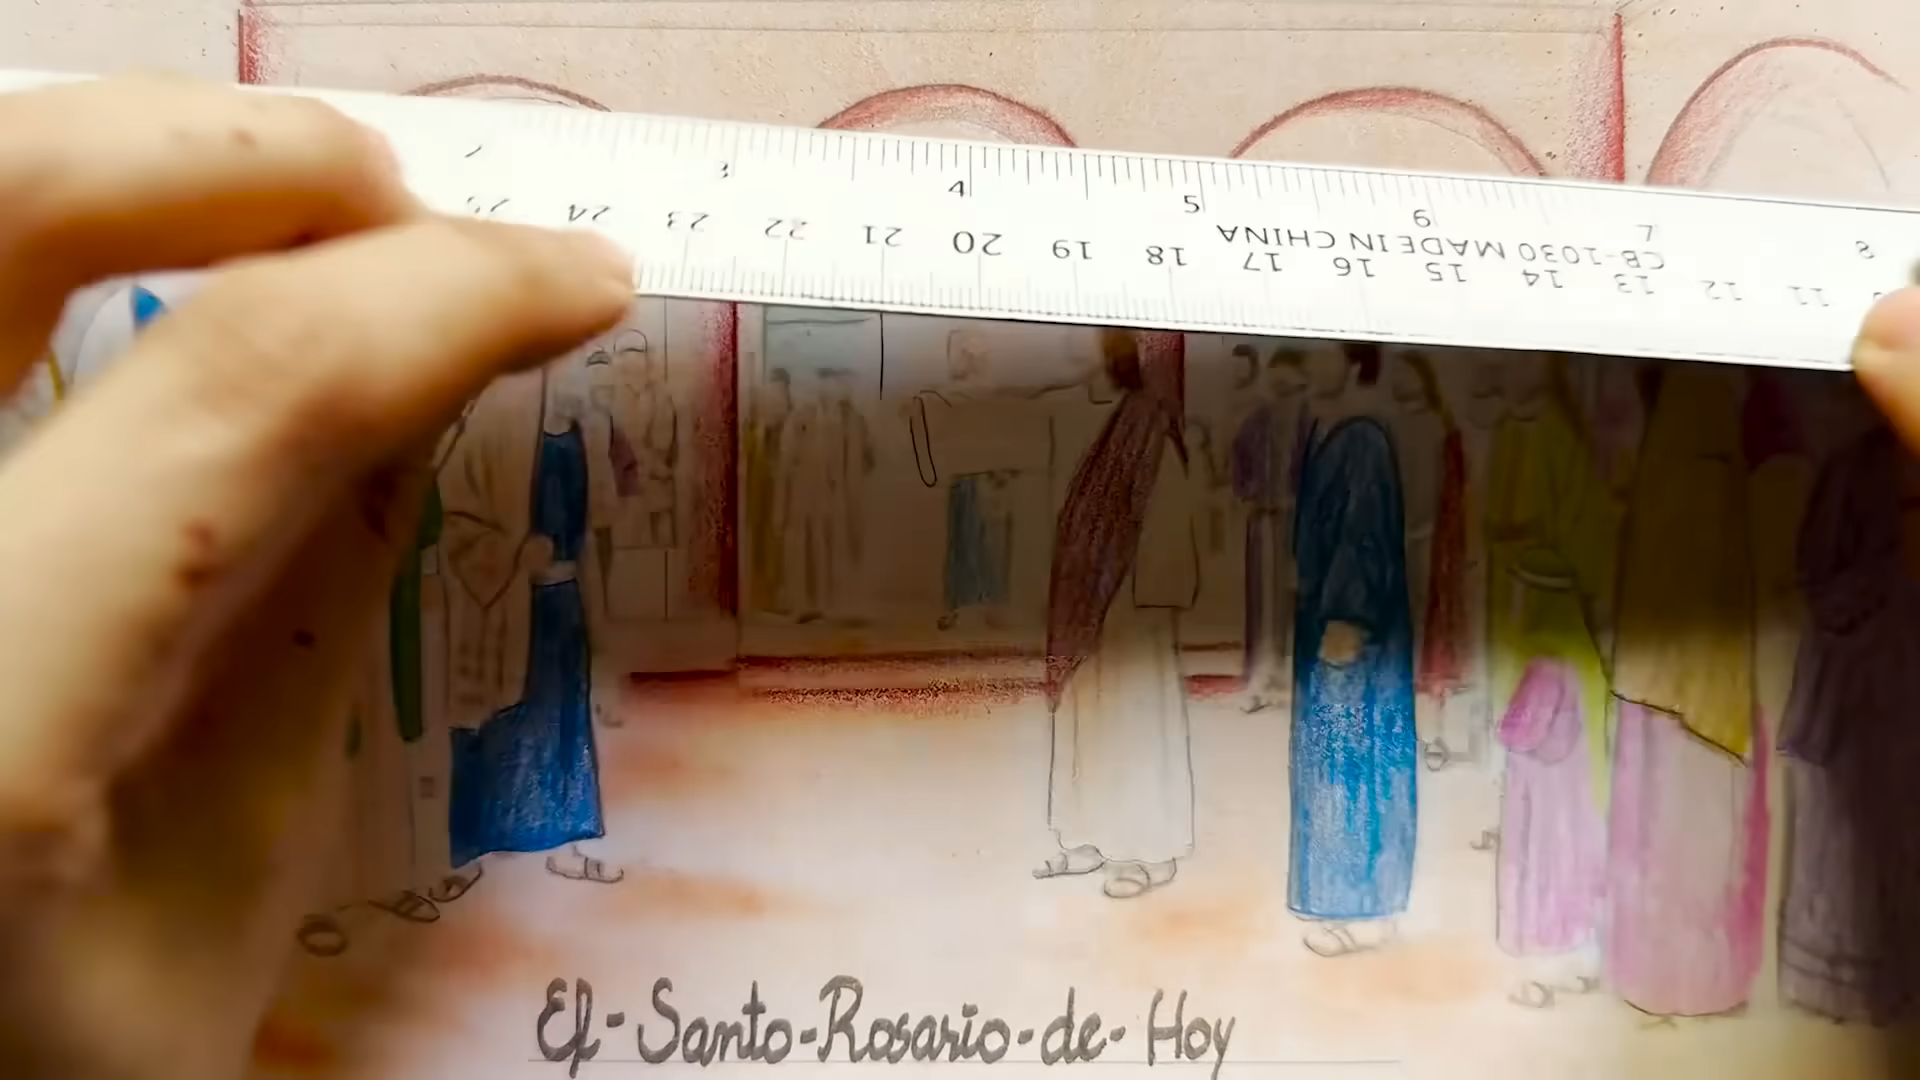 3 4 5 6 7 8
24 23 22 21 20 19 18 17 16 15 14 13 12 11
CB-1030 MADE IN CHINA
El-Santo-Rosario-de-Hoy